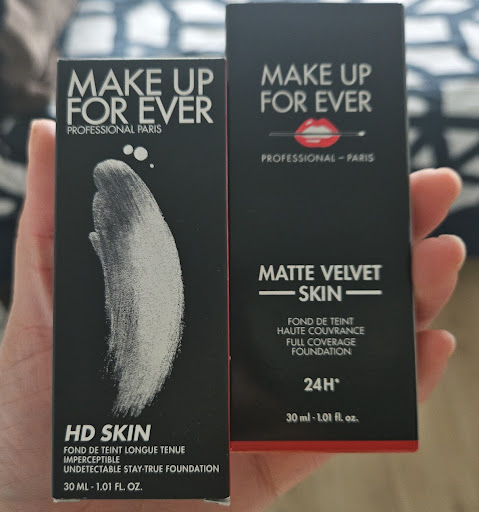 MAKE UP
FOR EVER
PROFESSIONAL PARIS
HD SKIN
FOND DE TEINT LONGUE TENUE
IMPERCEPTIBLE
UNDETECTABLE STAY-TRUE FOUNDATION
30 ML - 1.01 FL. OZ.
MAKE UP
FOR EVER
PROFESSIONAL – PARIS
MATTE VELVET
SKIN
FOND DE TEINT
HAUTE COUVRANCE
FULL COVERAGE
FOUNDATION
24H*
30 ml - 1.01 fl. oz.